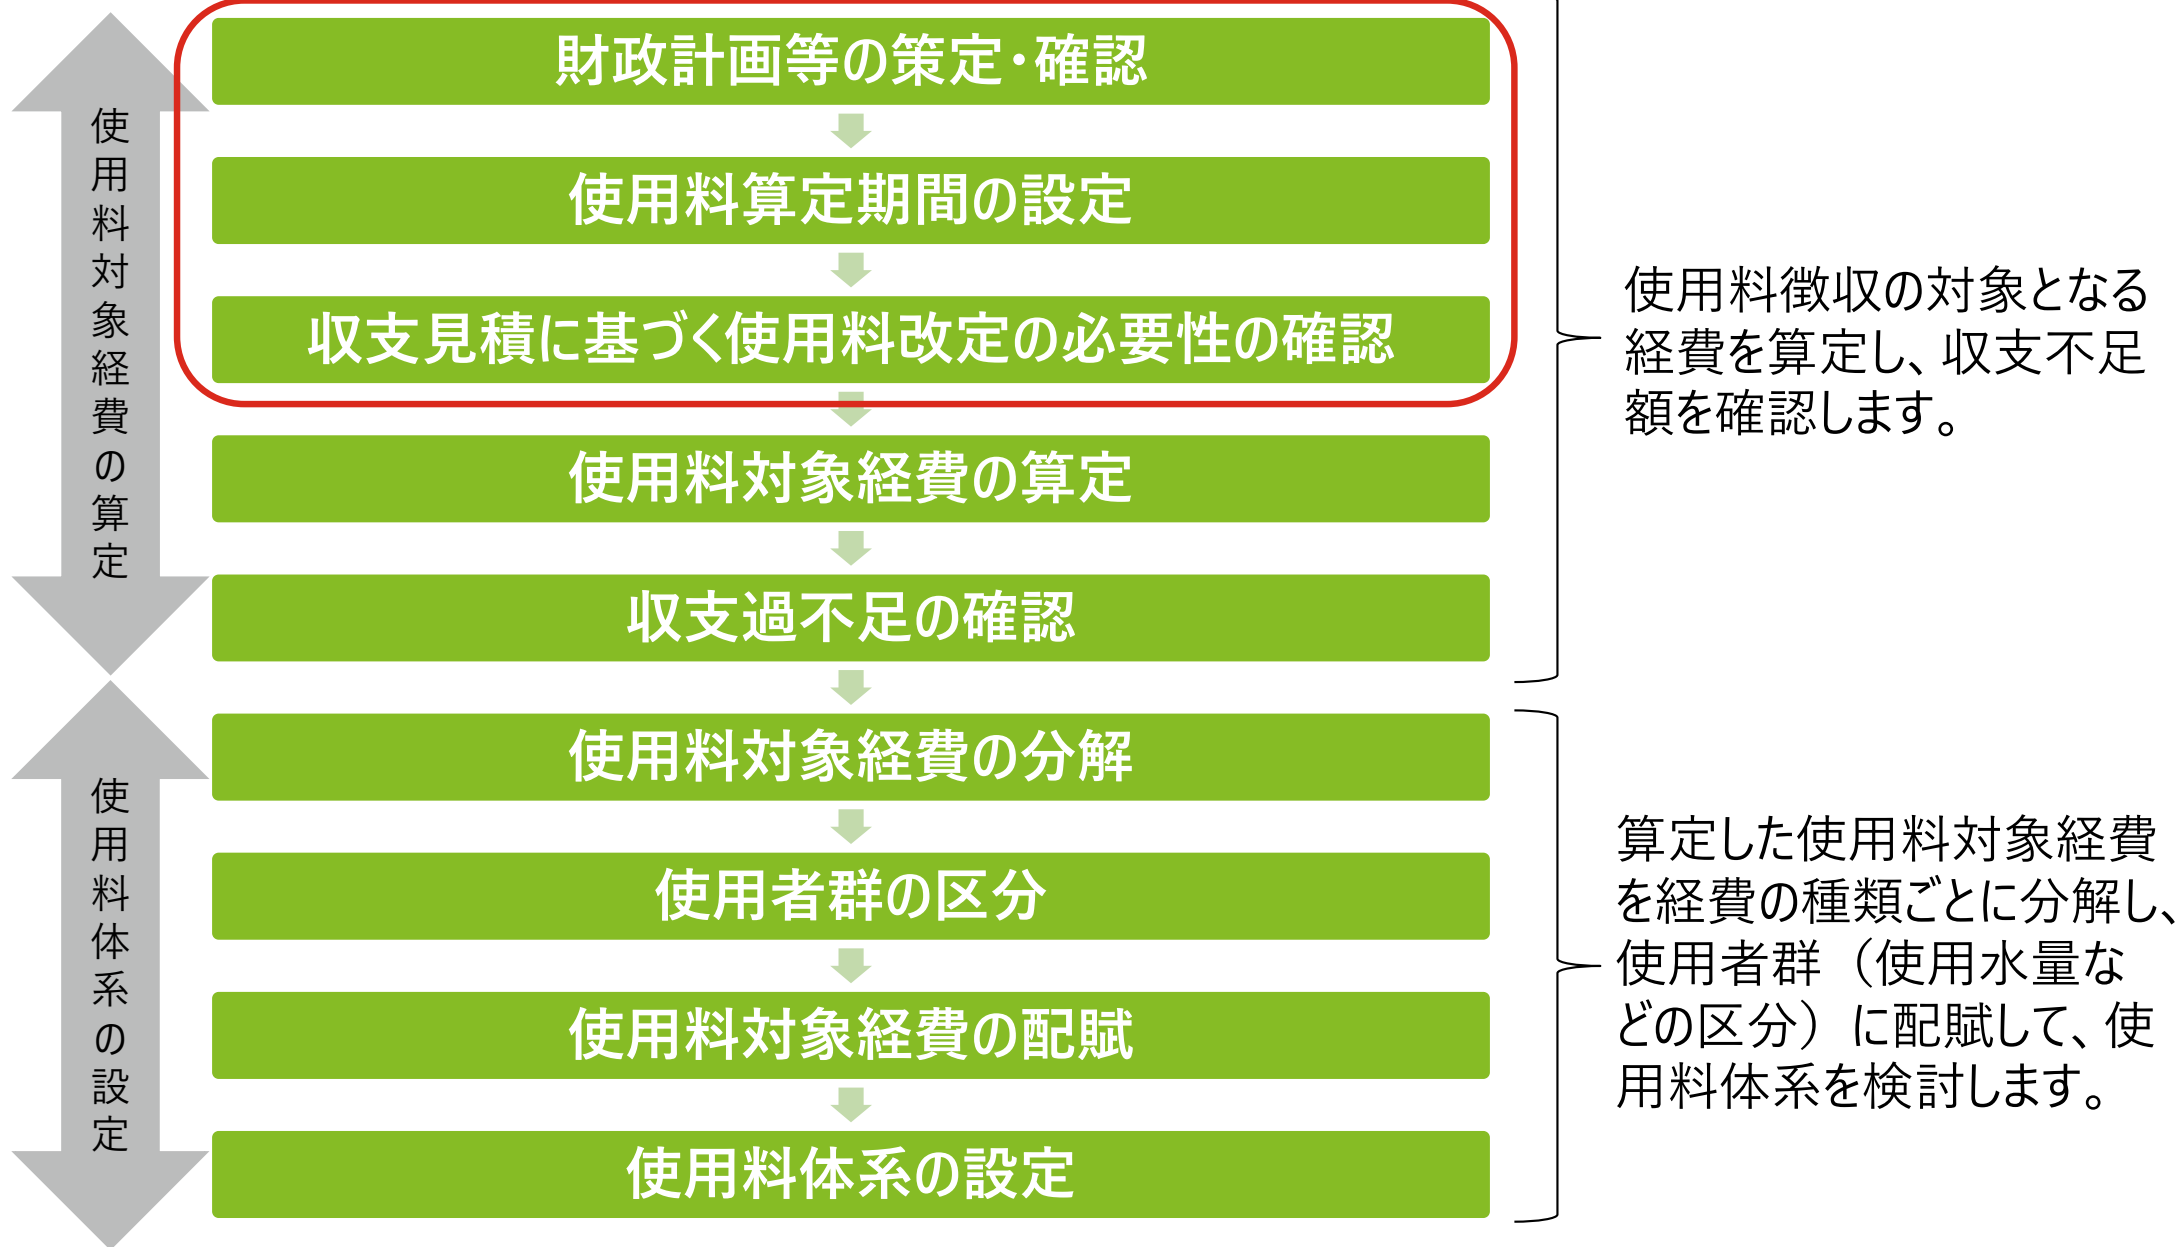 使用料対象経費の算定
財政計画等の策定・確認
使用料算定期間の設定
収支見積に基づく使用料改定の必要性の確認
使用料対象経費の算定
収支過不足の確認
使用料徴収の対象となる
経費を算定し、収支不足
額を確認します。
使用料体系の設定
使用料対象経費の分解
使用者群の区分
使用料対象経費の配賦
使用料体系の設定
算定した使用料対象経費
を経費の種類ごとに分解し、
使用者群（使用水量な
どの区分）に配賦して、使
用料体系を検討します。